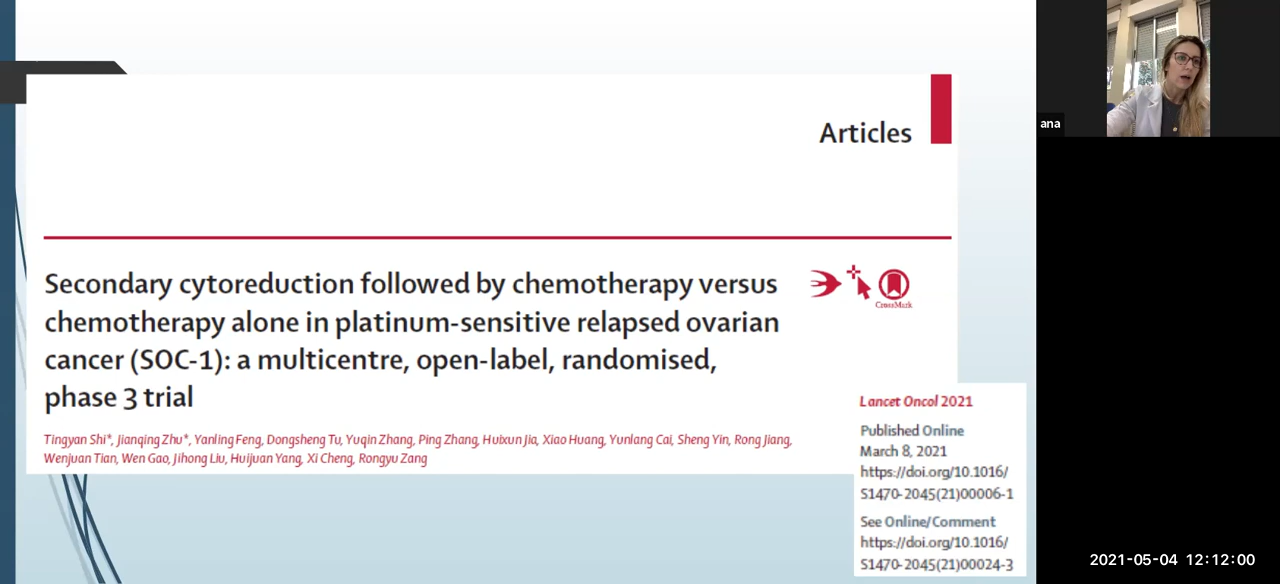 Articles
Secondary cytoreduction followed by chemotherapy versus
chemotherapy alone in platinum-sensitive relapsed ovarian
cancer (SOC-1): a multicentre, open-label, randomised,
phase 3 trial
CrossMark
Tingyan Shi*, Jianqing Zhu*, Yanling Feng, Dongsheng Tu, Yuqin Zhang, Ping Zhang, Huixun Jia, Xiao Huang, Yunlang Cai, Sheng Yin, Rong Jiang,
Wenjuan Tian, Wen Gao, Jihong Liu, Huijuan Yang, Xi Cheng, Rongyu Zang
Lancet Oncol 2021
Published Online
March 8, 2021
https://doi.org/10.1016/
S1470-2045(21)00006-1
See Online/Comment
https://doi.org/10.1016/
S1470-2045(21)00024-3
ana
2021-05-04 12:12:00